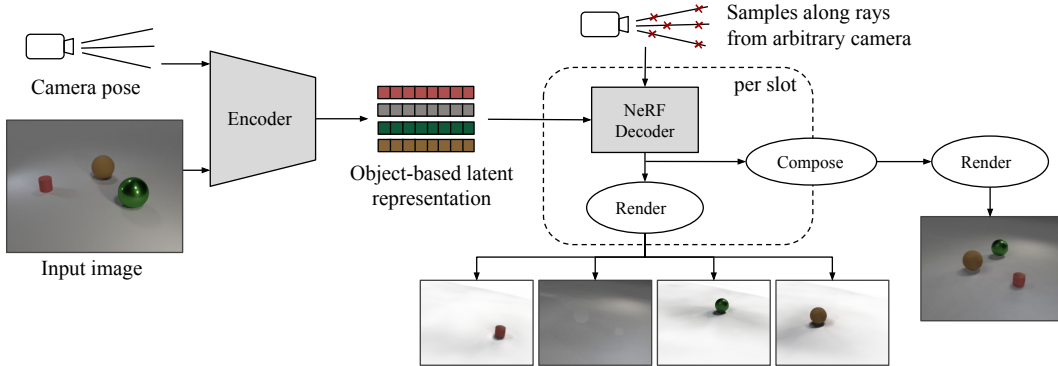 Camera pose
Input image
Encoder
Object-based latent
representation
Samples along rays
from arbitrary camera
per slot
NeRF
Decoder
Render
Compose
Render